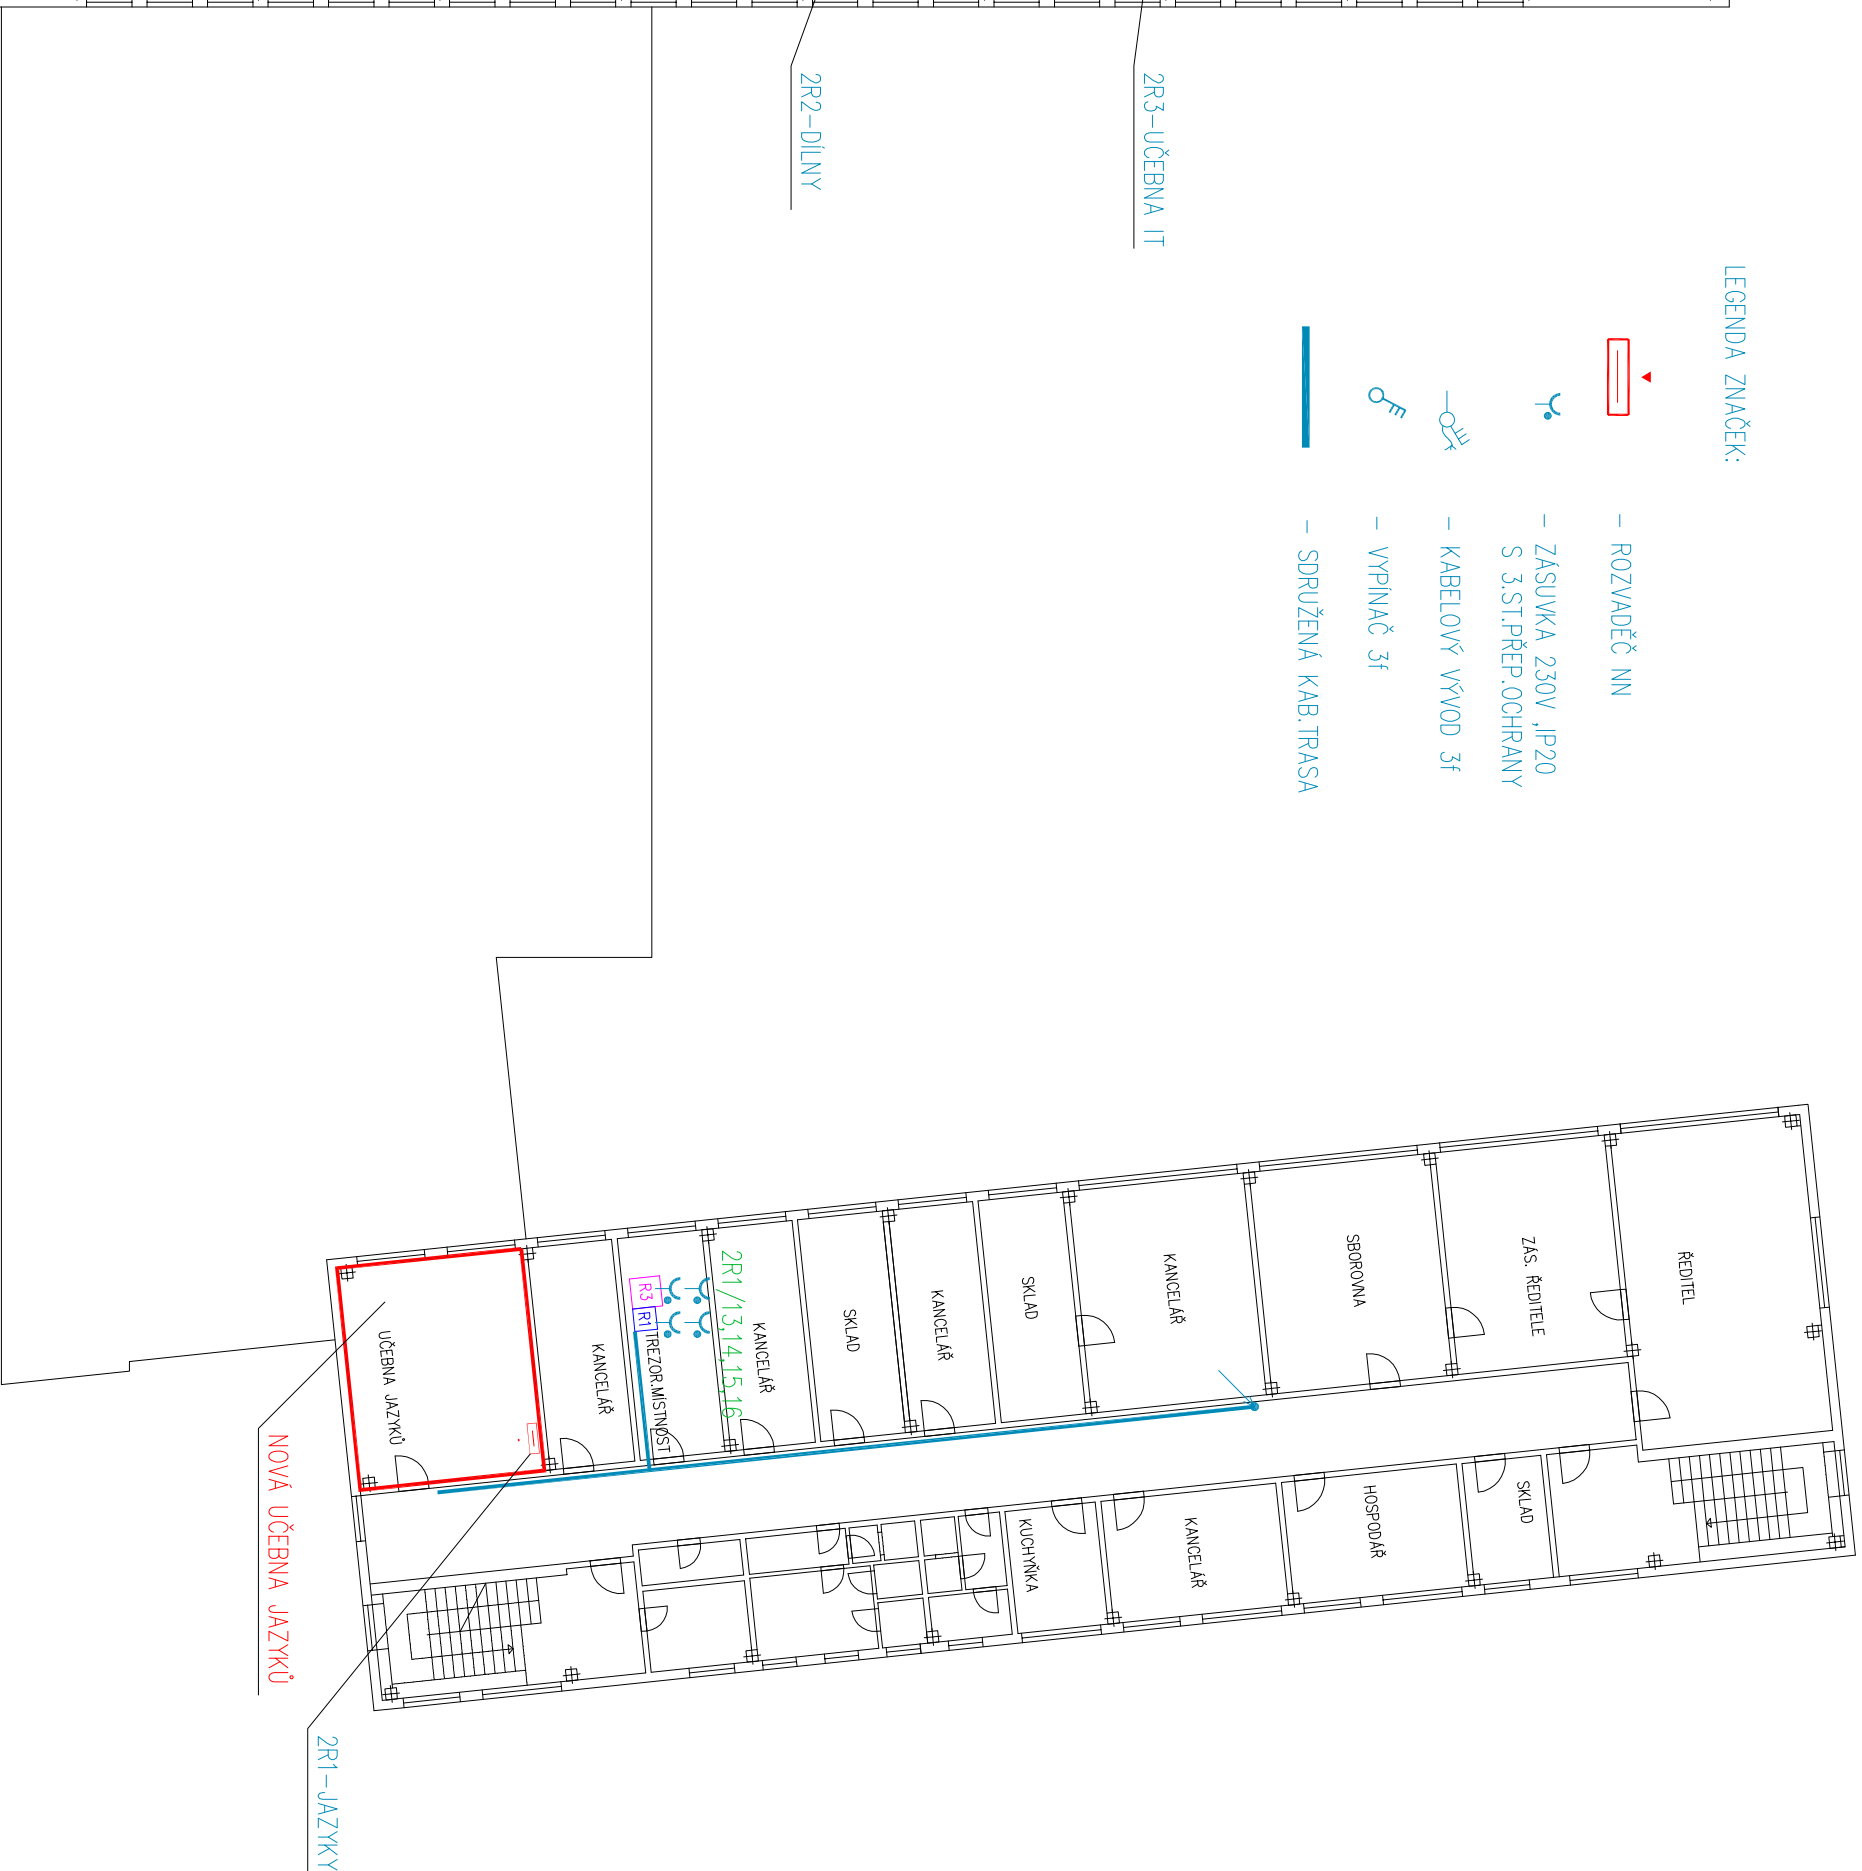 LEGENDA ZNAČEK:
- ROZVADĚČ NN
- ZÁSUVKA 230V ,IP20
S 3.ST.PŘEP.OCHRANY
- KABELOVÝ VÝVOD 3f
- VYPÍNAČ 3f
- SDRUŽENÁ KAB.TRASA
2R3-UČEBNA IT
2R2-DÍLNY
ŘEDITEL
ZÁS. ŘEDITELE
SBOROVNA
KANCELÁŘ
SKLAD
KANCELÁŘ
SKLAD
KANCELÁŘ
2R1/13,14,15,16
TREZOR.MÍSTNOST
R3
R1
KANCELÁŘ
UČEBNA JAZYKŮ
SKLAD
HOSPODÁŘ
KANCELÁŘ
KUCHYŇKA
NOVÁ UČEBNA JAZYKŮ
2R1-JAZYKY